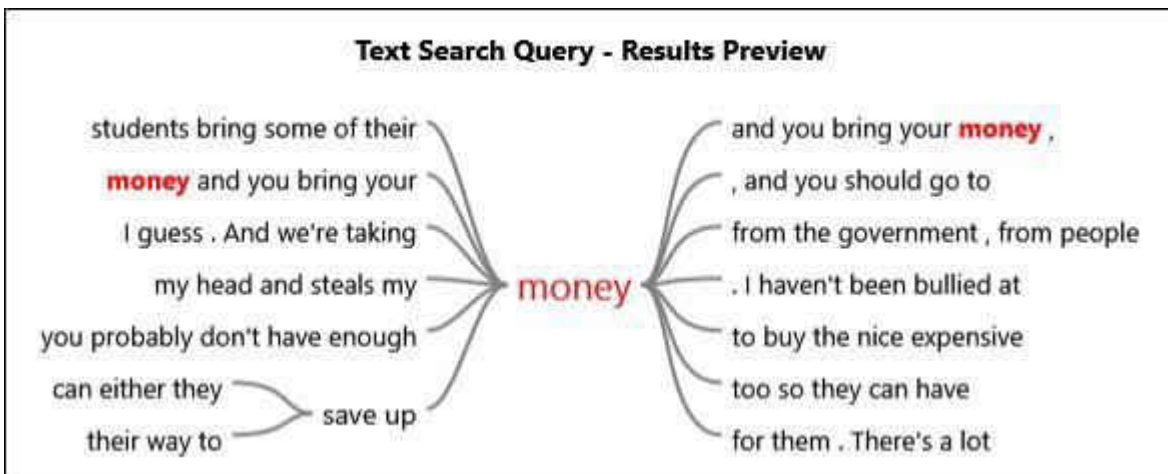 Text Search Query - Results Preview
students bring some of their
money and you bring your
I guess . And we're taking
my head and steals my
you probably don't have enough
can either they
their way to
save up
money
and you bring your money ,
, and you should go to
from the government , from people
. I haven't been bullied at
to buy the nice expensive
too so they can have
for them . There's a lot